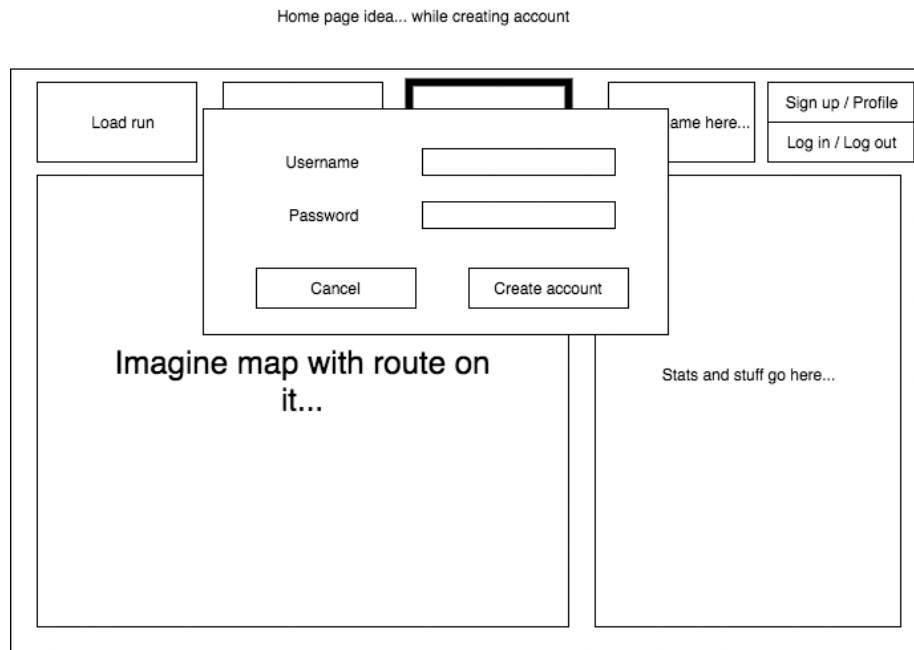 Home page idea... while creating account
Load run
ame here...
Sign up / Profile
Log in / Log out
Username
Password
Cancel
Create account
Imagine map with route on
it...
Stats and stuff go here...